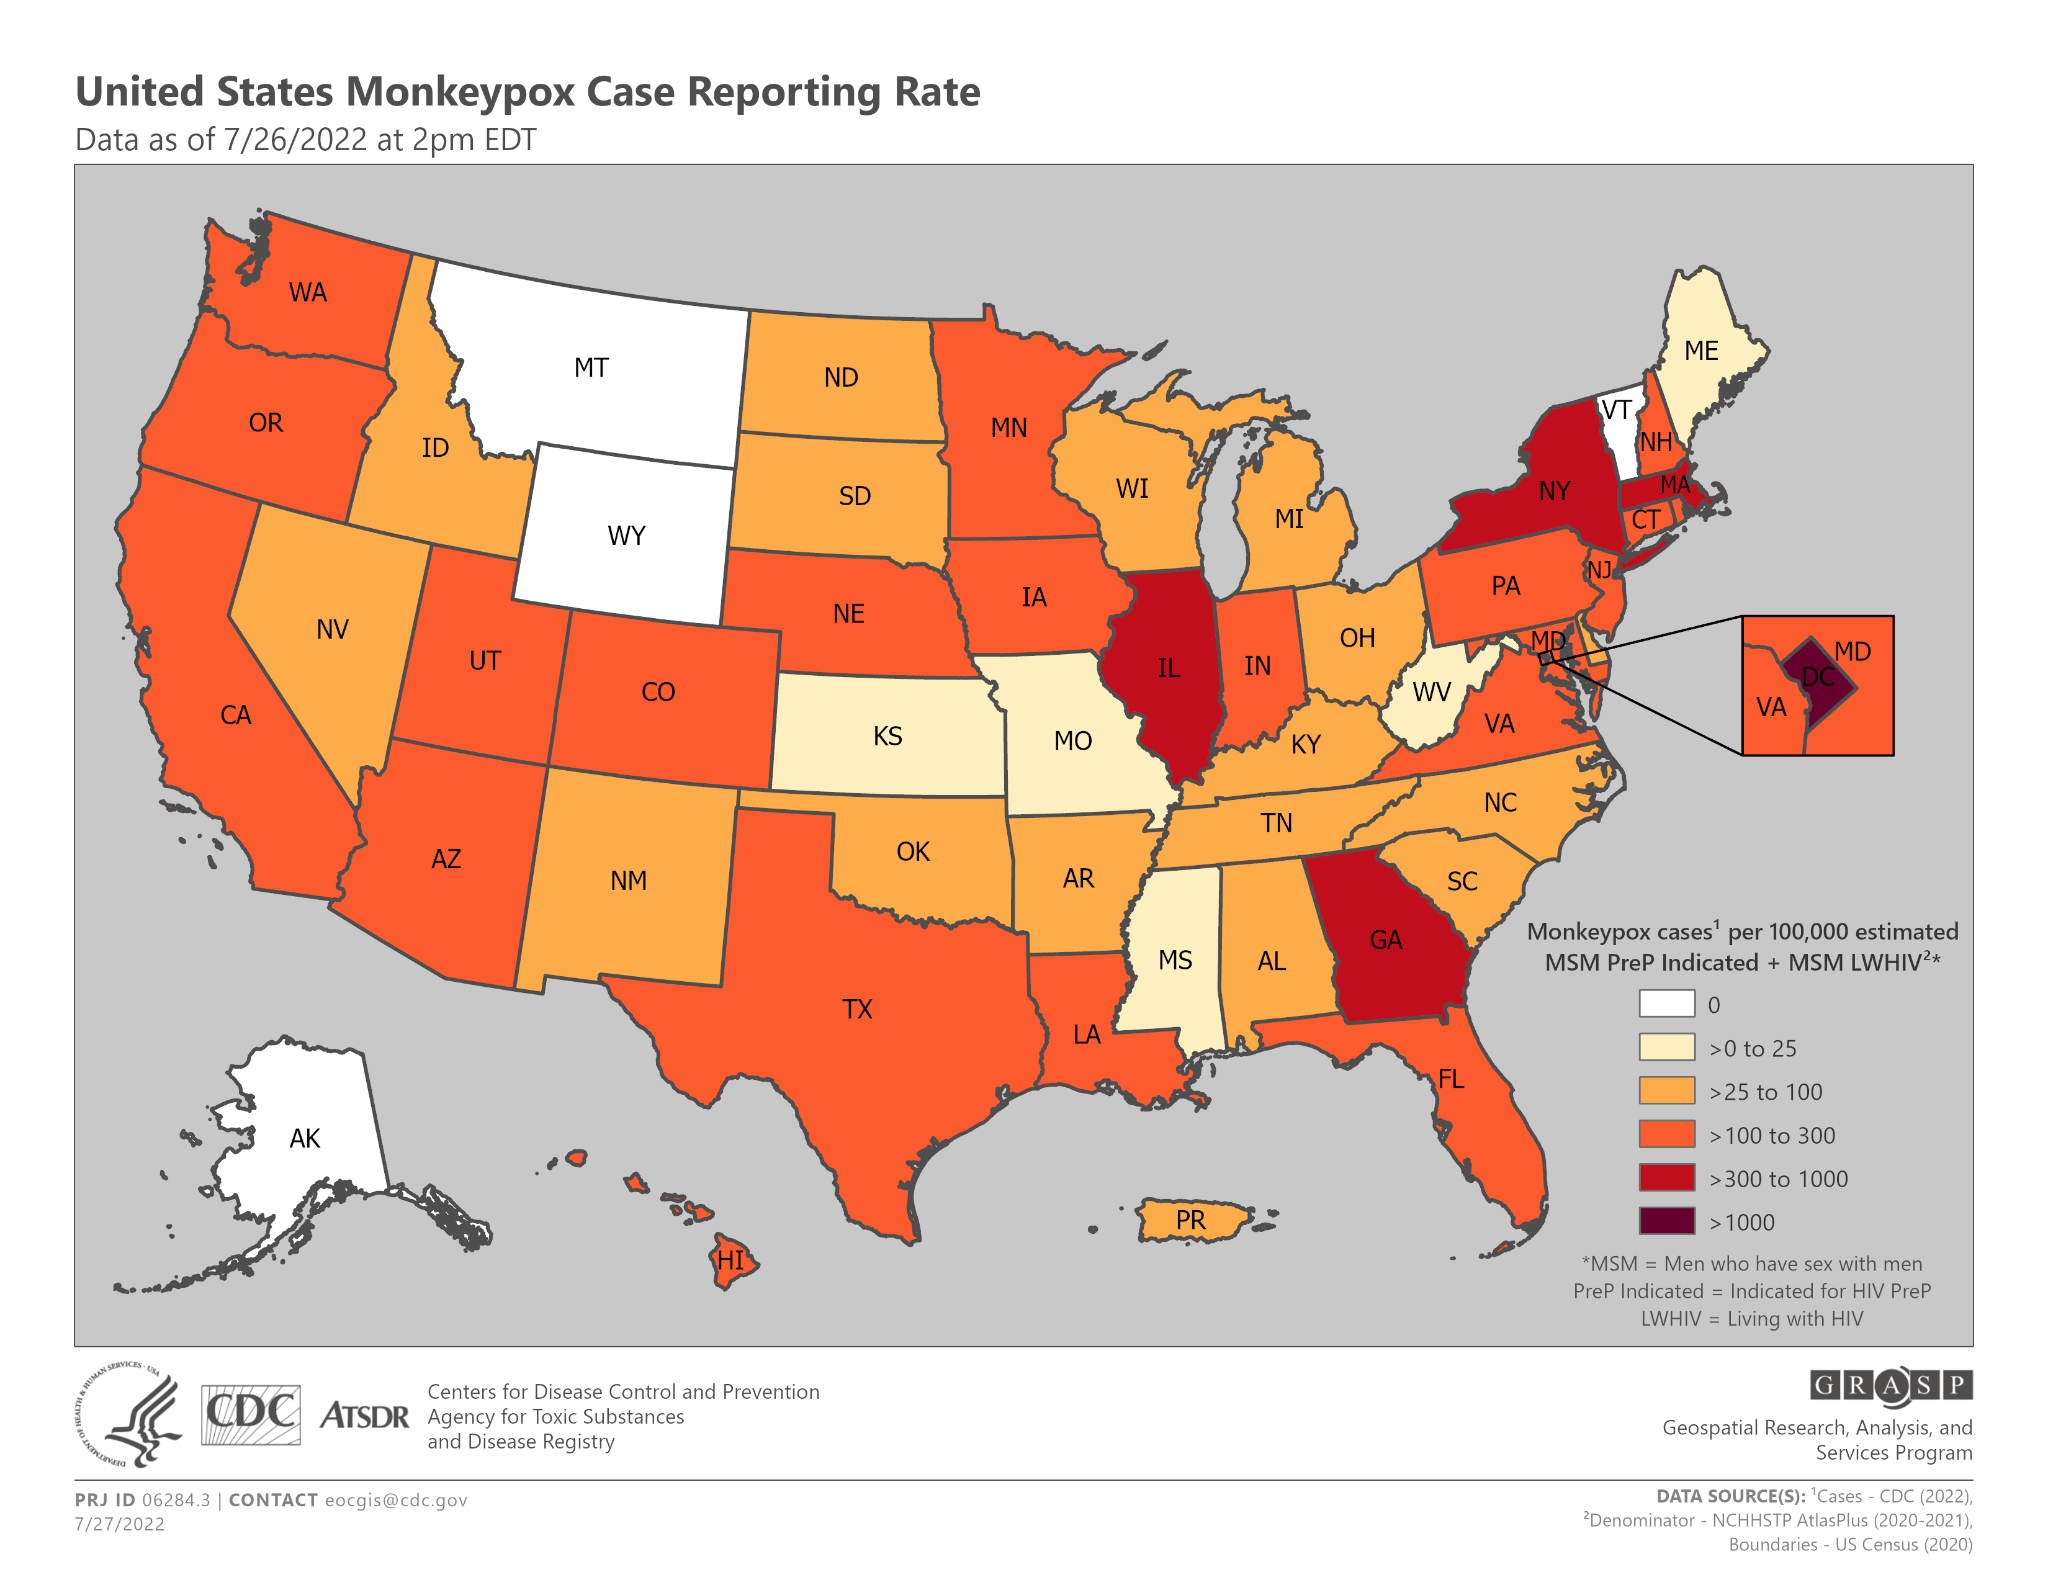 United States Monkeypox Case Reporting Rate
Data as of 7/26/2022 at 2pm EDT
WA
MT
ND
MN
ME
OR
ID
SD
WI
MI
VT
NH
NY
MA
CT
WY
NV
UT
CO
NE
IA
IL
IN
OH
PA
NJ
MD
MD
DC
VA
CA
KS
MO
KY
WV
VA
AZ
NM
OK
AR
TN
NC
SC
MS
AL
GA
TX
LA
FL
AK
HI
PR
Monkeypox cases¹ per 100,000 estimated
MSM PreP Indicated + MSM LWHIV²*
0
>0 to 25
>25 to 100
>100 to 300
>300 to 1000
>1000
*MSM = Men who have sex with men
PreP Indicated = Indicated for HIV PreP
LWHIV = Living with HIV
DEPARTMENT OF HEALTH & HUMAN SERVICES · USA
CDC
ATSDR
Centers for Disease Control and Prevention
Agency for Toxic Substances
and Disease Registry
GRASP
Geospatial Research, Analysis, and
Services Program
PRJ ID 06284.3 | CONTACT eocgis@cdc.gov
7/27/2022
DATA SOURCE(S): ¹Cases - CDC (2022),
²Denominator - NCHHSTP AtlasPlus (2020-2021),
Boundaries - US Census (2020)